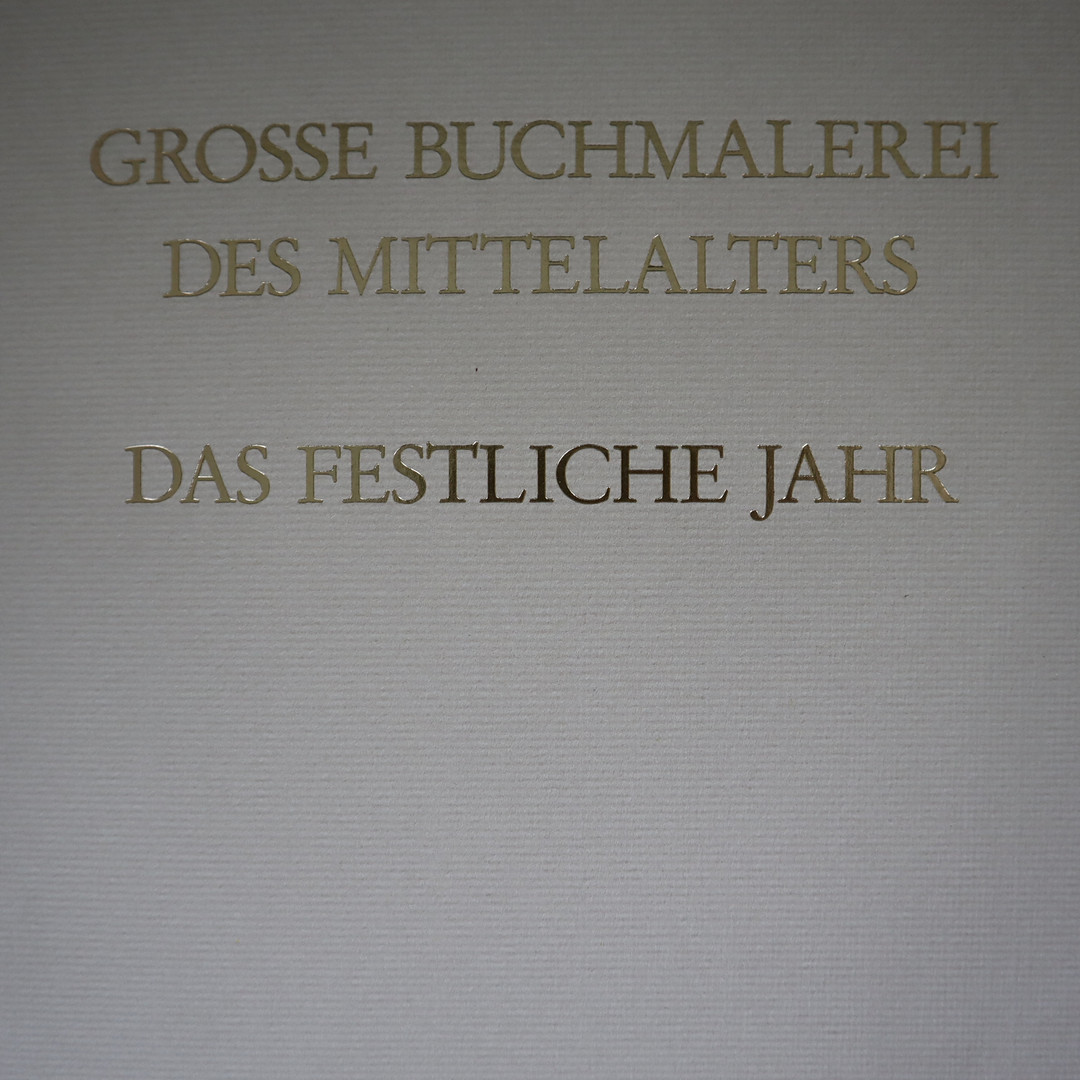 GROSSE BUCHMALEREI
DES MITTELALTERS
DAS FESTLICHE JAHR